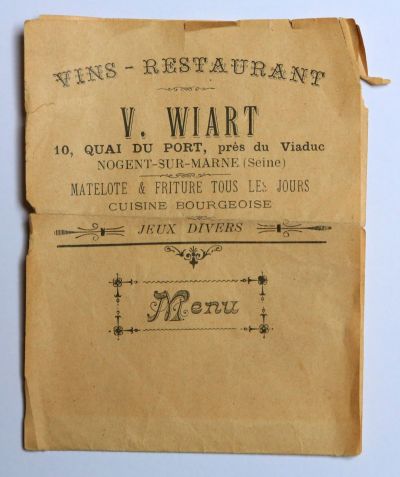 VINS - RESTAURANT
V. WIART
10, QUAI DU PORT, près du Viaduc
NOGENT-SUR-MARNE (Seine)
MATELOTE & FRITURE TOUS LES JOURS
CUISINE BOURGEOISE
JEUX DIVERS
Menu